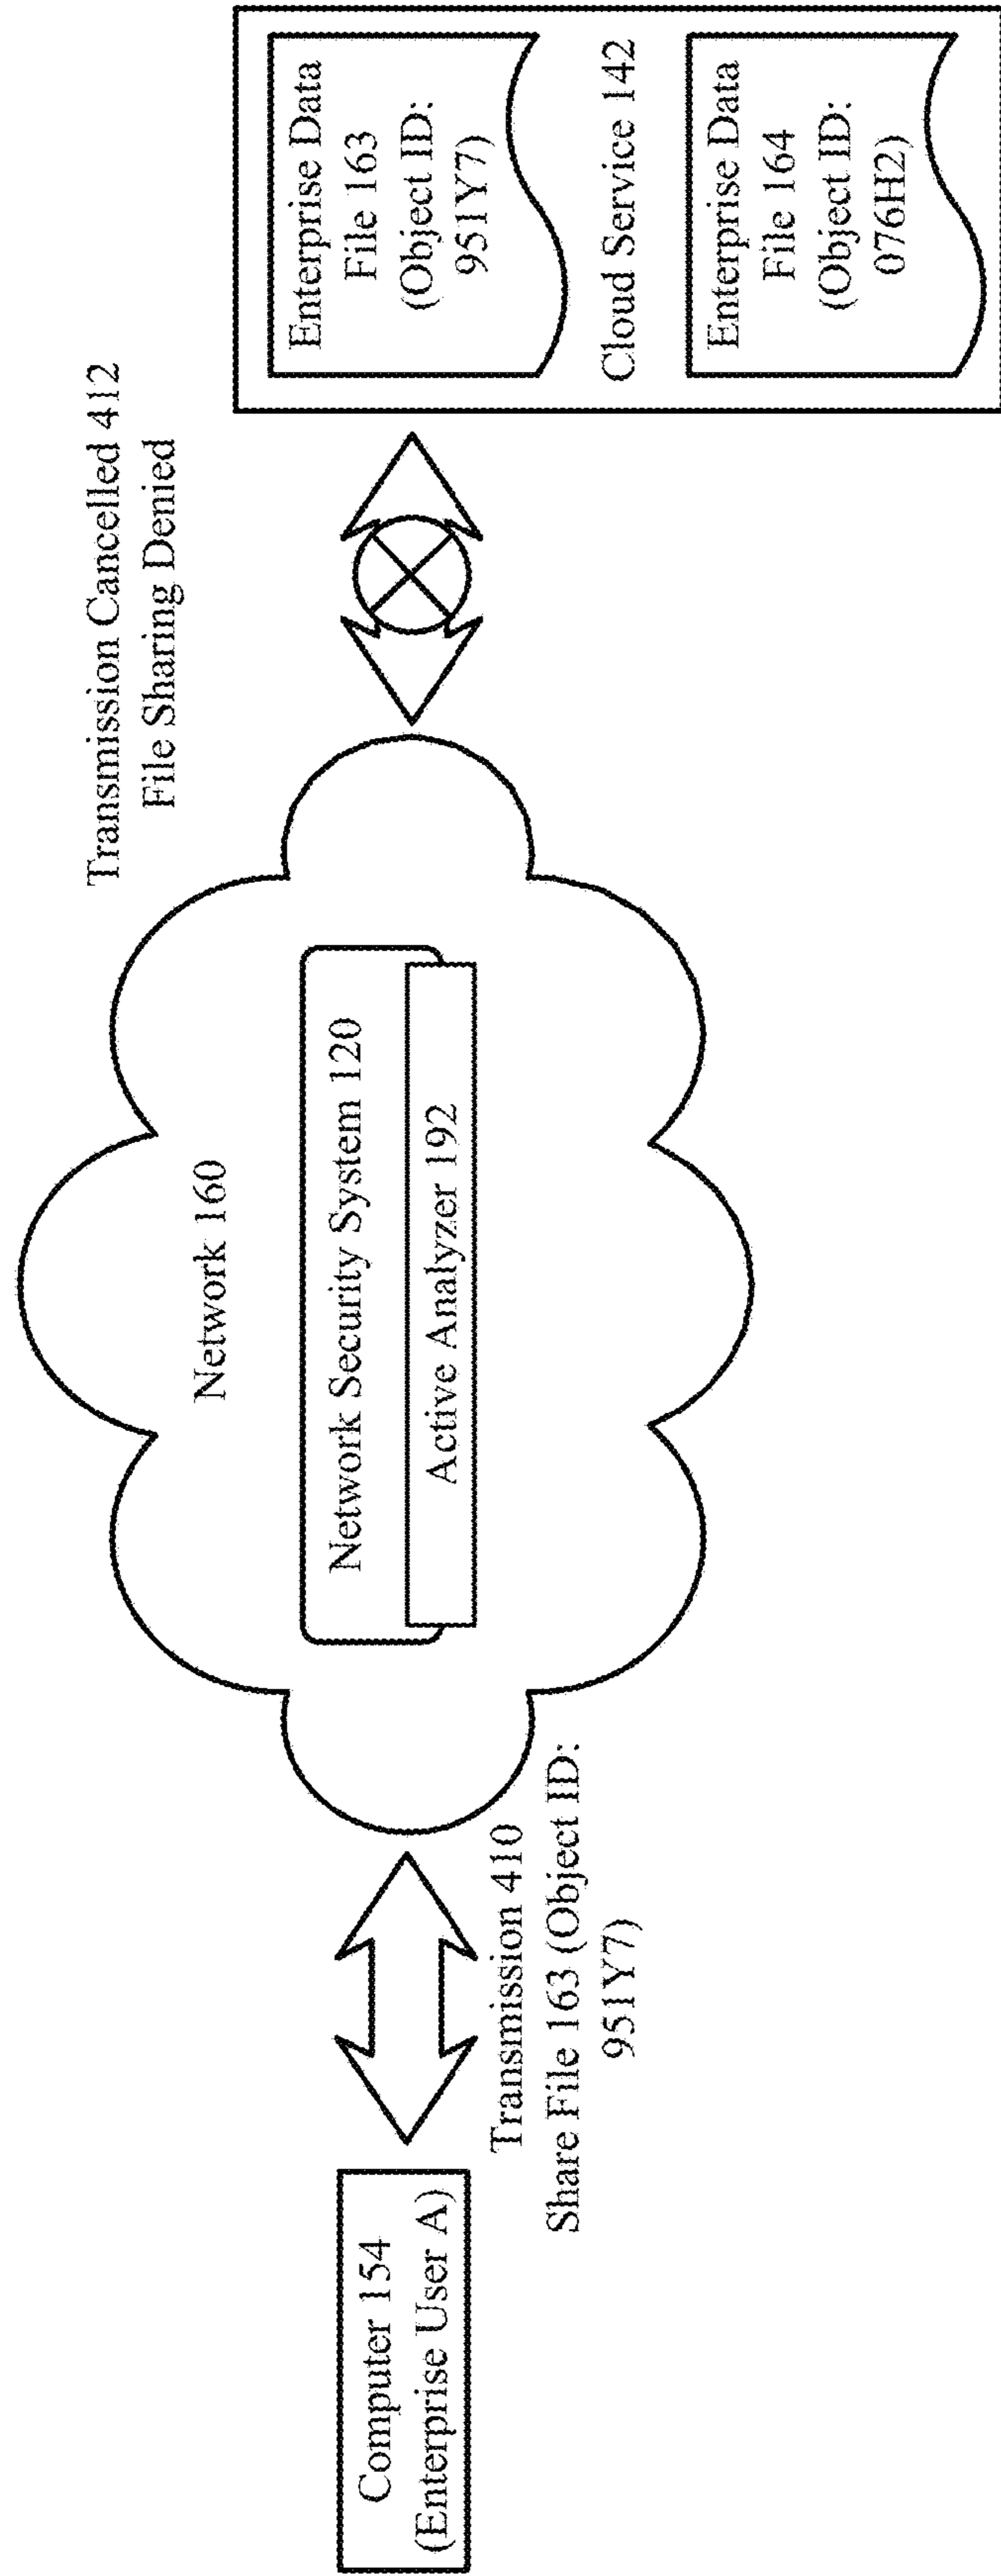 Computer 154
(Enterprise User A)
Transmission 410
Share File 163 (Object ID:
951Y7)
Network 160
Network Security System 120
Active Analyzer 192
Transmission Cancelled 412
File Sharing Denied
Enterprise Data
File 163
(Object ID:
951Y7)
Cloud Service 142
Enterprise Data
File 164
(Object ID:
076H2)